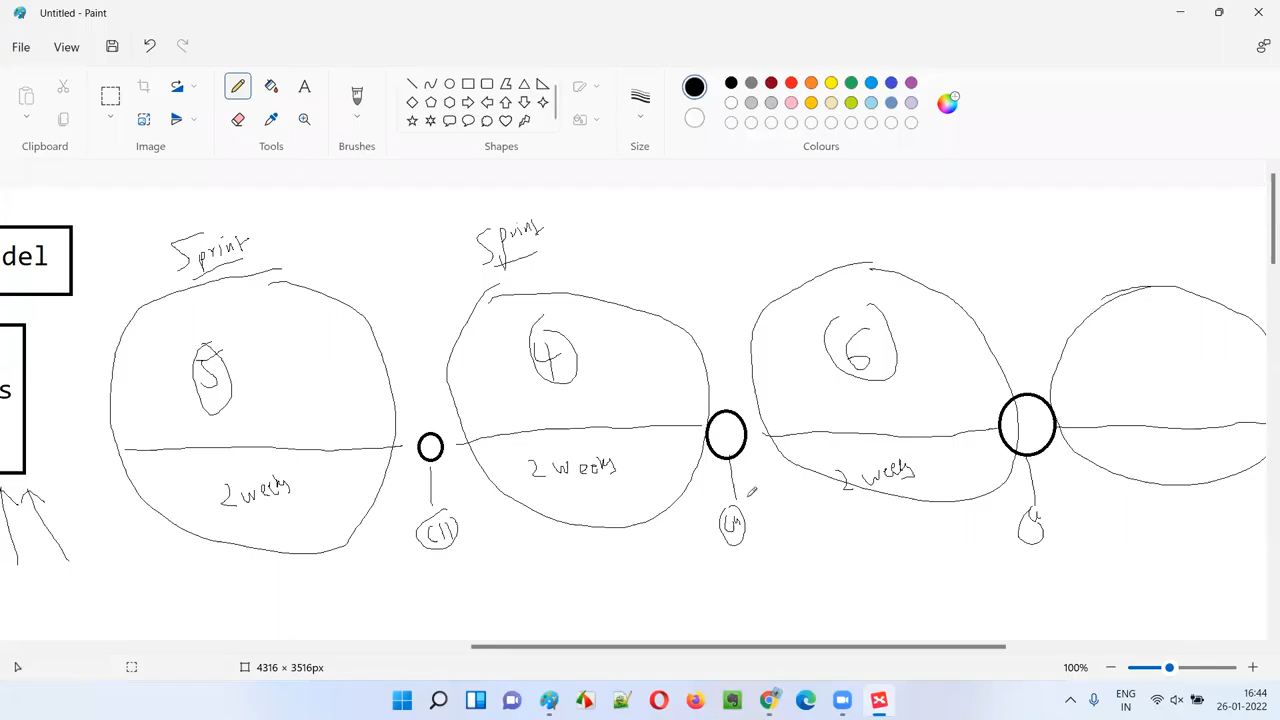 Untitled - Paint
File
View
Clipboard
Image
Tools
Brushes
Shapes
Size
Colours
del
s
Sprint
Sprint
5
4
6
2 weeks
2 weeks
2 weeks
4316 × 3516px
100%
ENG
IN
16:44
26-01-2022